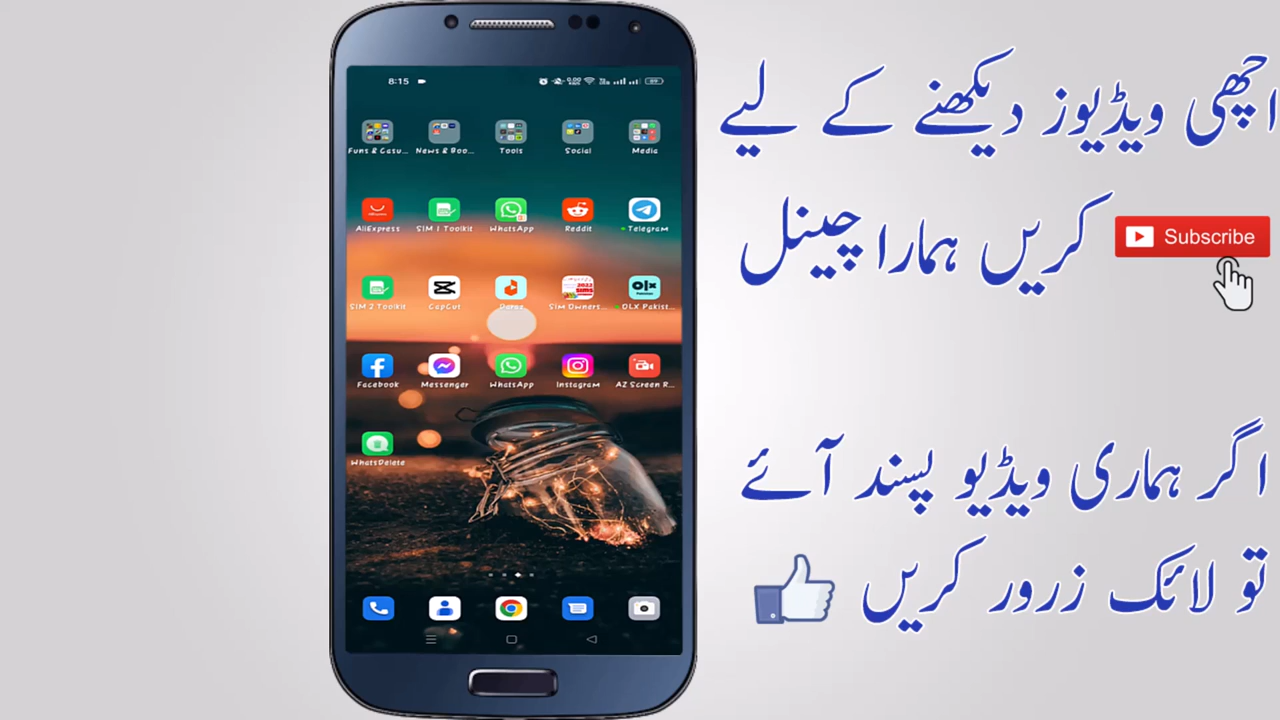 8:15
Funs & Casu...
News & Boo...
Tools
Social
Media
AliExpress
SIM 1 Toolkit
WhatsApp
Reddit
Telegram
SIM 2 Toolkit
CapCut
Daraz
SIM Owners...
OLX Pakist...
Facebook
Messenger
WhatsApp
Instagram
AZ Screen R...
WhatsDelete
اچھی ویڈیوز دیکھنے کے لیے
Subscribe کریں ہمارا چینل
اگر ہماری ویڈیو پسند آئے
تو لائک زرور کریں